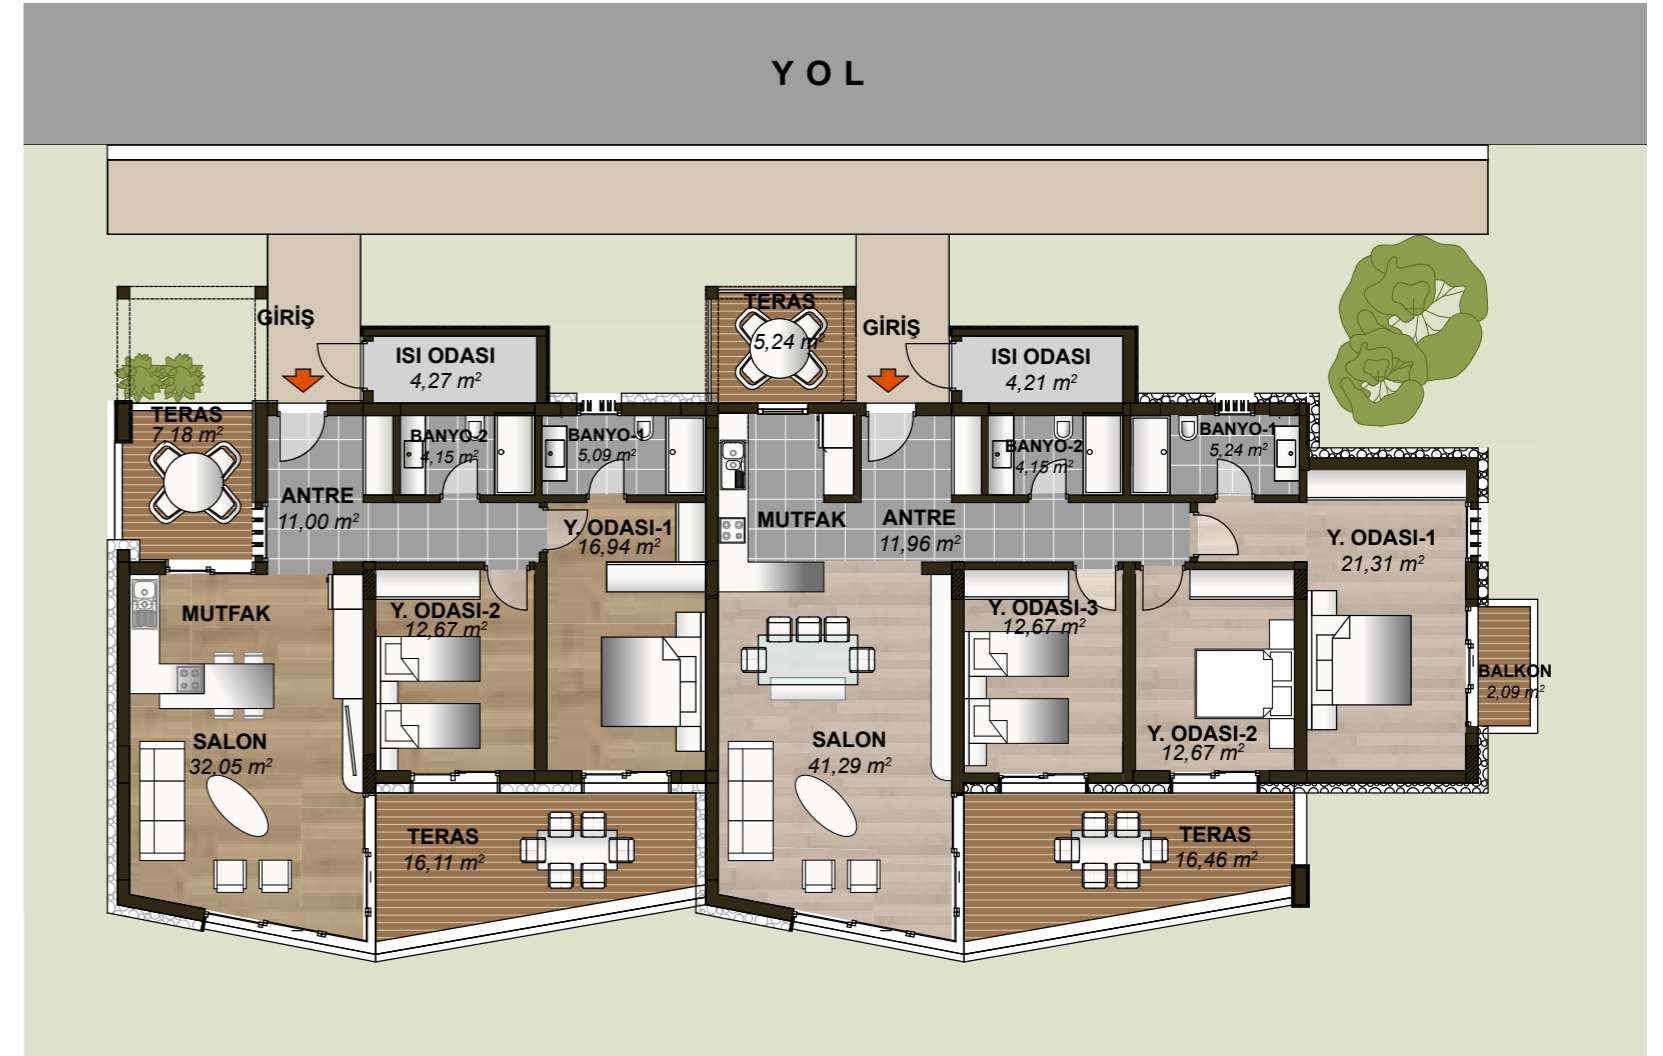 YOL
GİRİŞ
ISI ODASI
4,27 m²
TERAS
7,18 m²
BANYO-2
4,15 m²
BANYO-1
5,09 m²
ANTRE
11,00 m²
Y. ODASI-1
16,94 m²
MUTFAK
Y. ODASI-2
12,67 m²
SALON
32,05 m²
TERAS
16,11 m²
TERAS
5,24 m²
GİRİŞ
ISI ODASI
4,21 m²
BANYO-2
4,15 m²
BANYO-1
5,24 m²
MUTFAK
ANTRE
11,96 m²
Y. ODASI-1
21,31 m²
Y. ODASI-3
12,67 m²
BALKON
2,09 m²
Y. ODASI-2
12,67 m²
SALON
41,29 m²
TERAS
16,46 m²